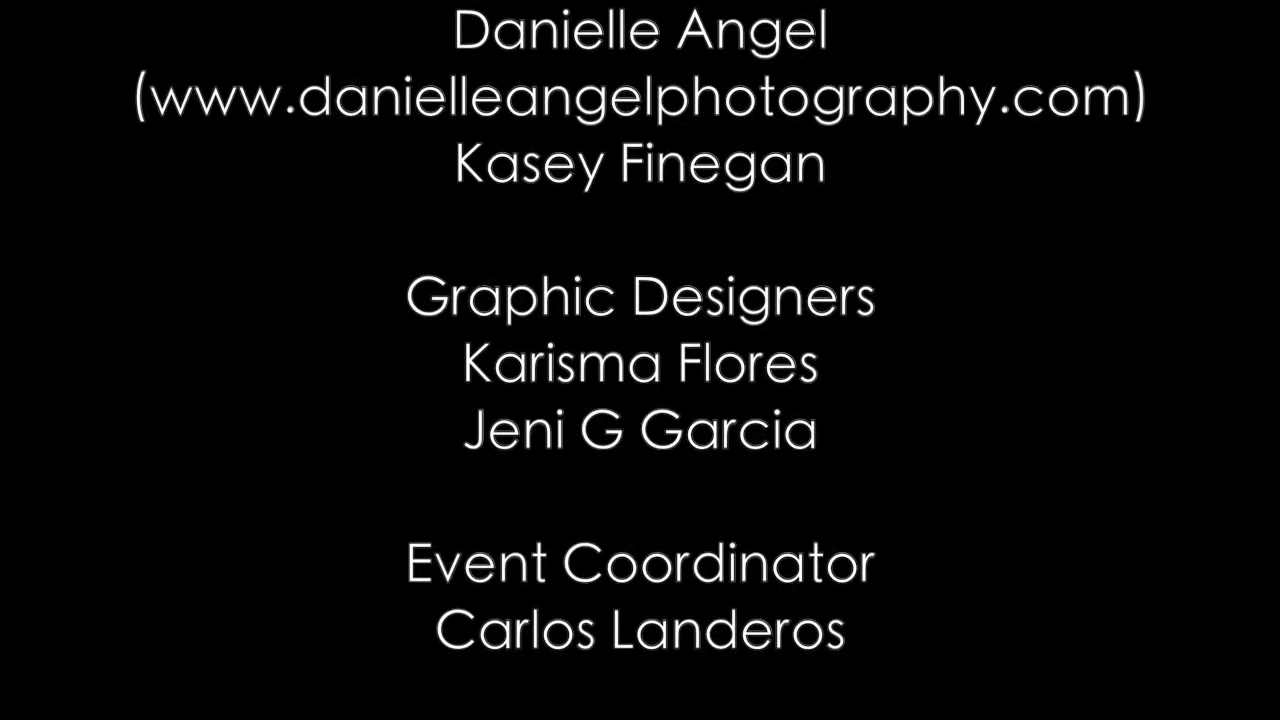 Danielle Angel
(www.danielleangelphotography.com)
Kasey Finegan
Graphic Designers
Karisma Flores
Jeni G Garcia
Event Coordinator
Carlos Landeros